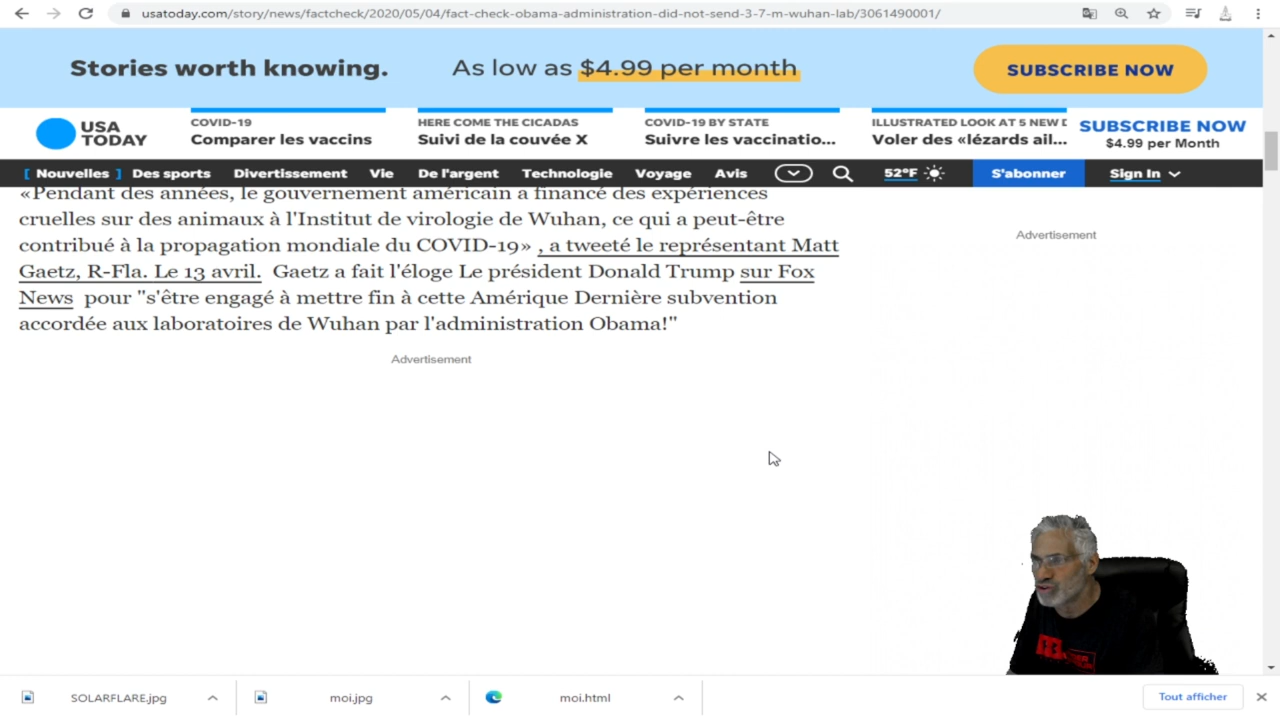 usatoday.com/story/news/factcheck/2020/05/04/fact-check-obama-administration-did-not-send-3-7-m-wuhan-lab/3061490001/
Stories worth knowing. As low as $4.99 per month SUBSCRIBE NOW
USA TODAY
COVID-19
Comparer les vaccins
HERE COME THE CICADAS
Suivi de la couvée X
COVID-19 BY STATE
Suivre les vaccinatio...
ILLUSTRATED LOOK AT 5 NEW D
Voler des «lézards ail...
SUBSCRIBE NOW
$4.99 per Month
[ Nouvelles ] Des sports Divertissement Vie De l'argent Technologie Voyage Avis 52°F S'abonner Sign In
«Pendant des années, le gouvernement américain a financé des expériences
cruelles sur des animaux à l'Institut de virologie de Wuhan, ce qui a peut-être
contribué à la propagation mondiale du COVID-19» , a tweeté le représentant Matt
Gaetz, R-Fla. Le 13 avril. Gaetz a fait l'éloge Le président Donald Trump sur Fox
News pour "s'être engagé à mettre fin à cette Amérique Dernière subvention
accordée aux laboratoires de Wuhan par l'administration Obama!"
Advertisement
Advertisement
SOLARFLARE.jpg moi.jpg moi.html Tout afficher